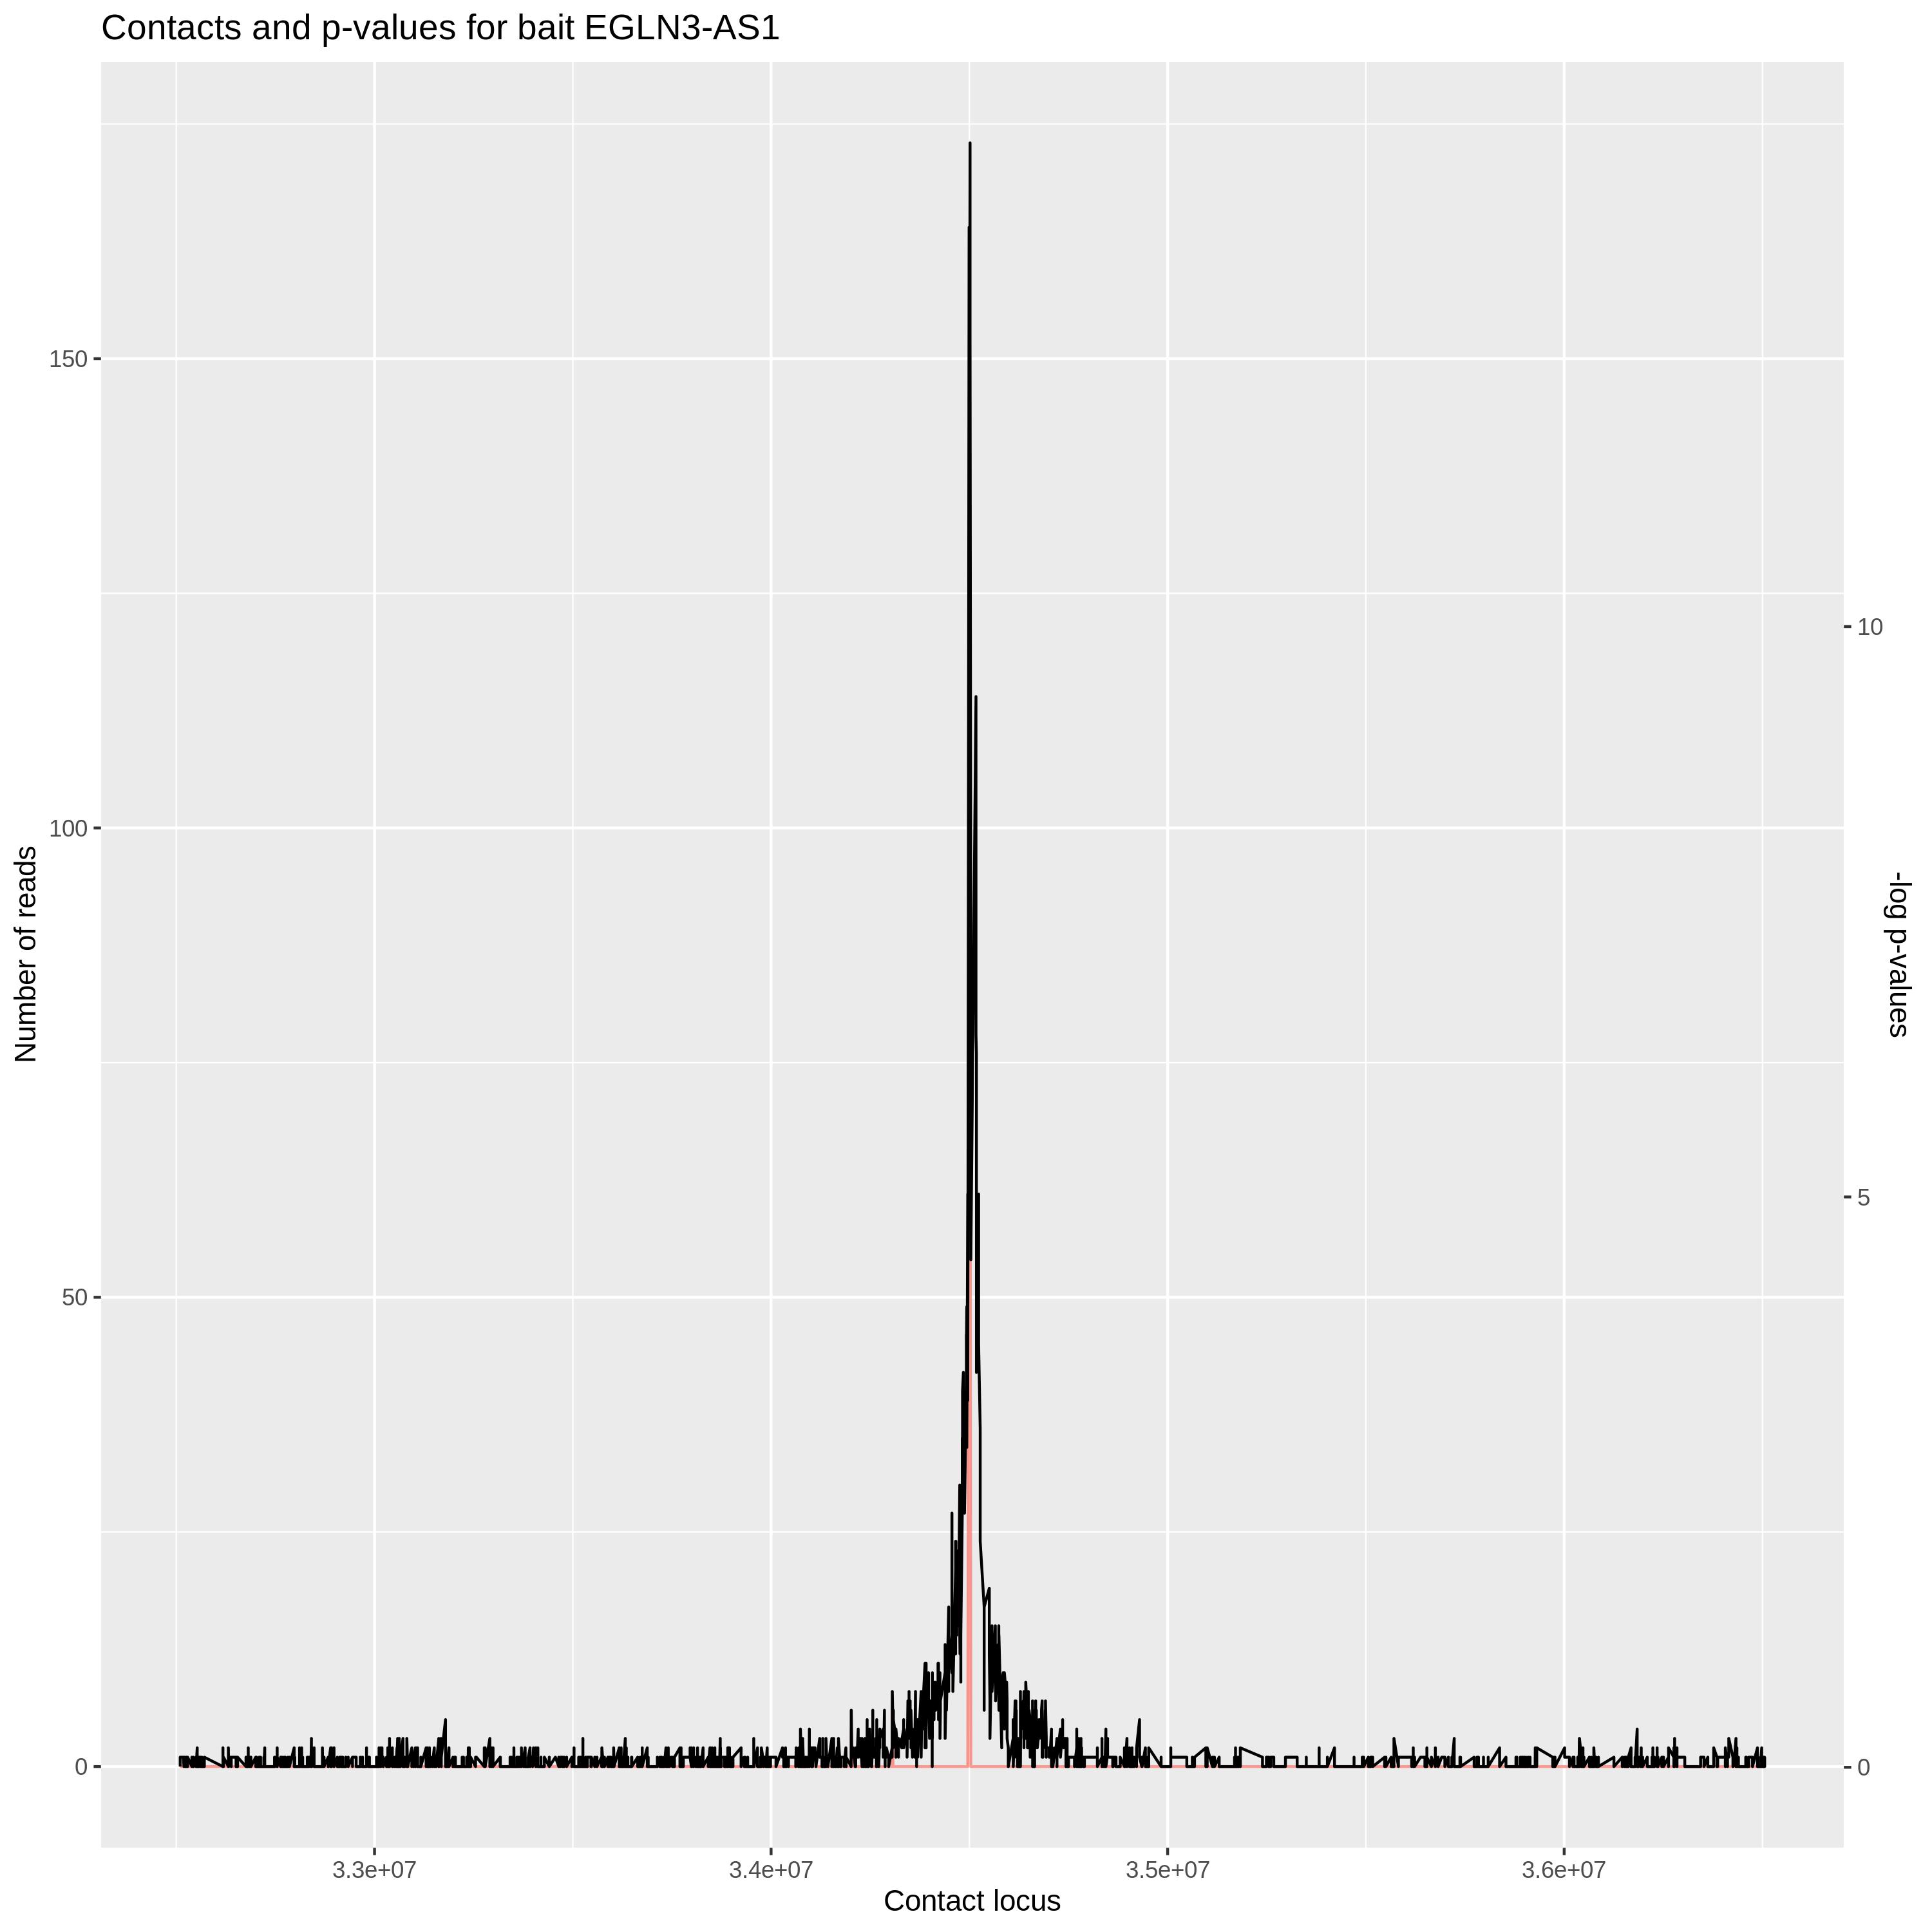 Contacts and p-values for bait EGLN3-AS1
150
100
50
0
Number of reads
10
5
0
-log p-values
3.3e+07
3.4e+07
3.5e+07
3.6e+07
Contact locus